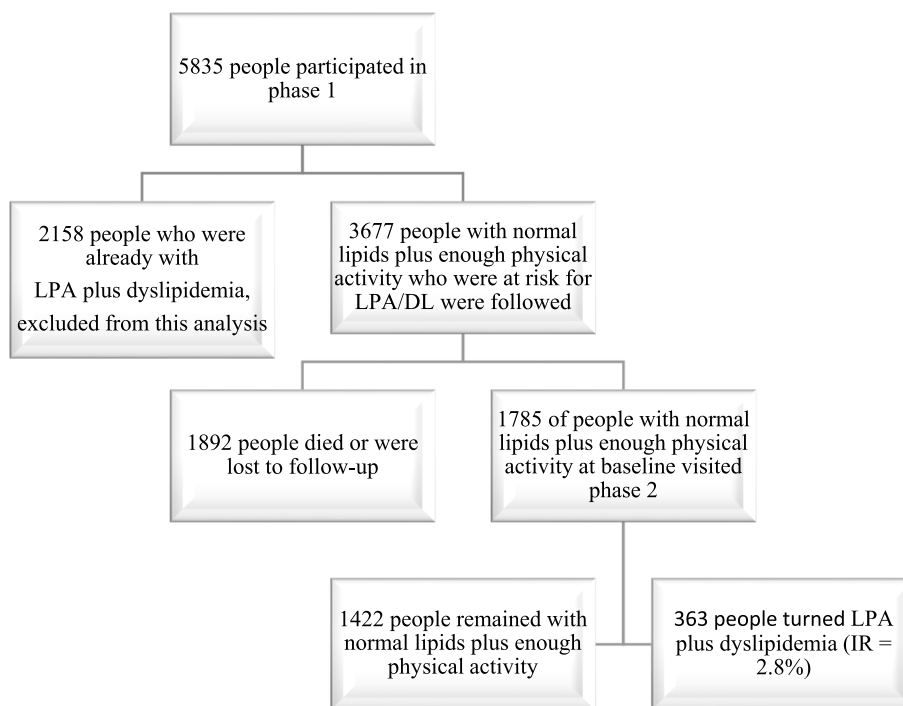 5835 people participated in
phase 1
2158 people who were
already with
LPA plus dyslipidemia,
excluded from this analysis
3677 people with normal
lipids plus enough physical
activity who were at risk for
LPA/DL were followed
1892 people died or were
lost to follow-up
1785 of people with normal
lipids plus enough physical
activity at baseline visited
phase 2
1422 people remained with
normal lipids plus enough
physical activity
363 people turned LPA
plus dyslipidemia (IR =
2.8%)